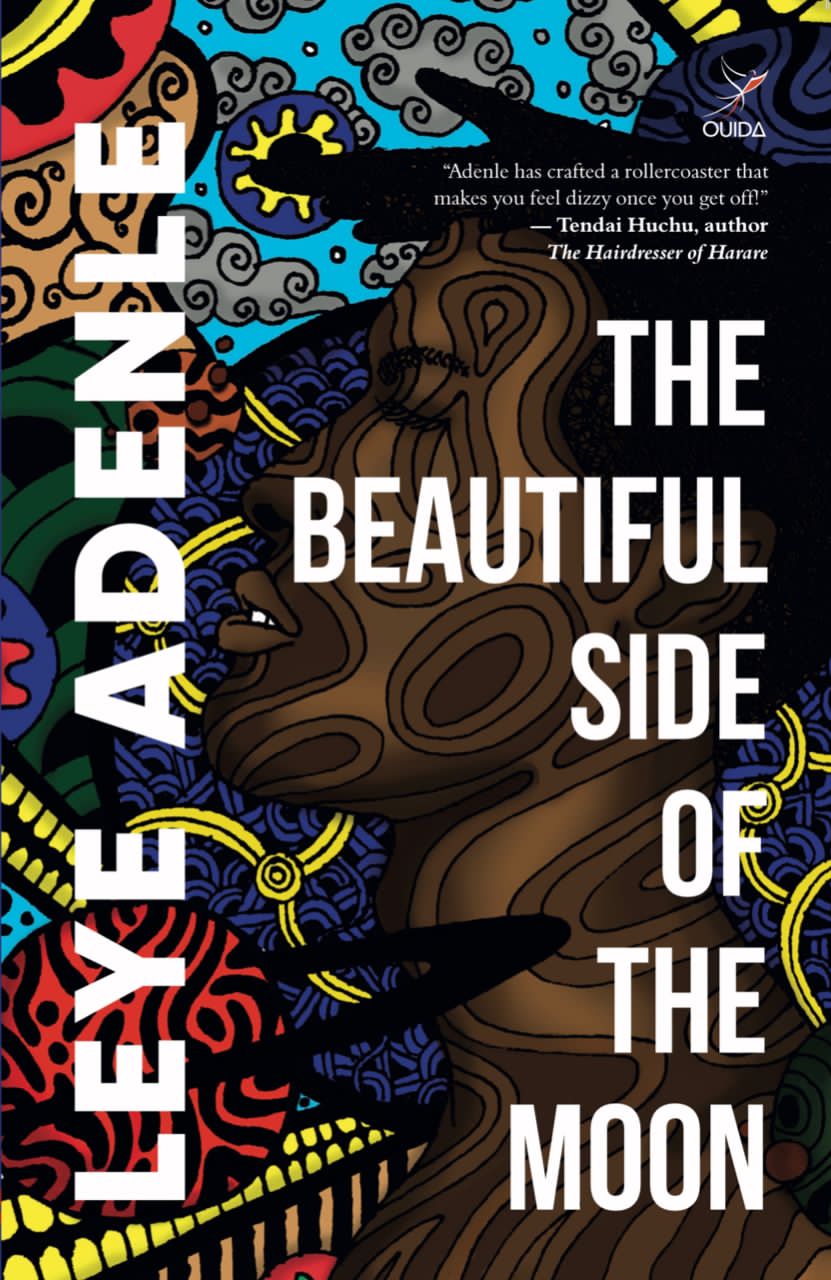 OUIDA
“Adenle has crafted a rollercoaster that
makes you feel dizzy once you get off!”
— Tendai Huchu, author
The Hairdresser of Harare
LEYE ADENLE
THE
BEAUTIFUL
SIDE
OF
THE
MOON